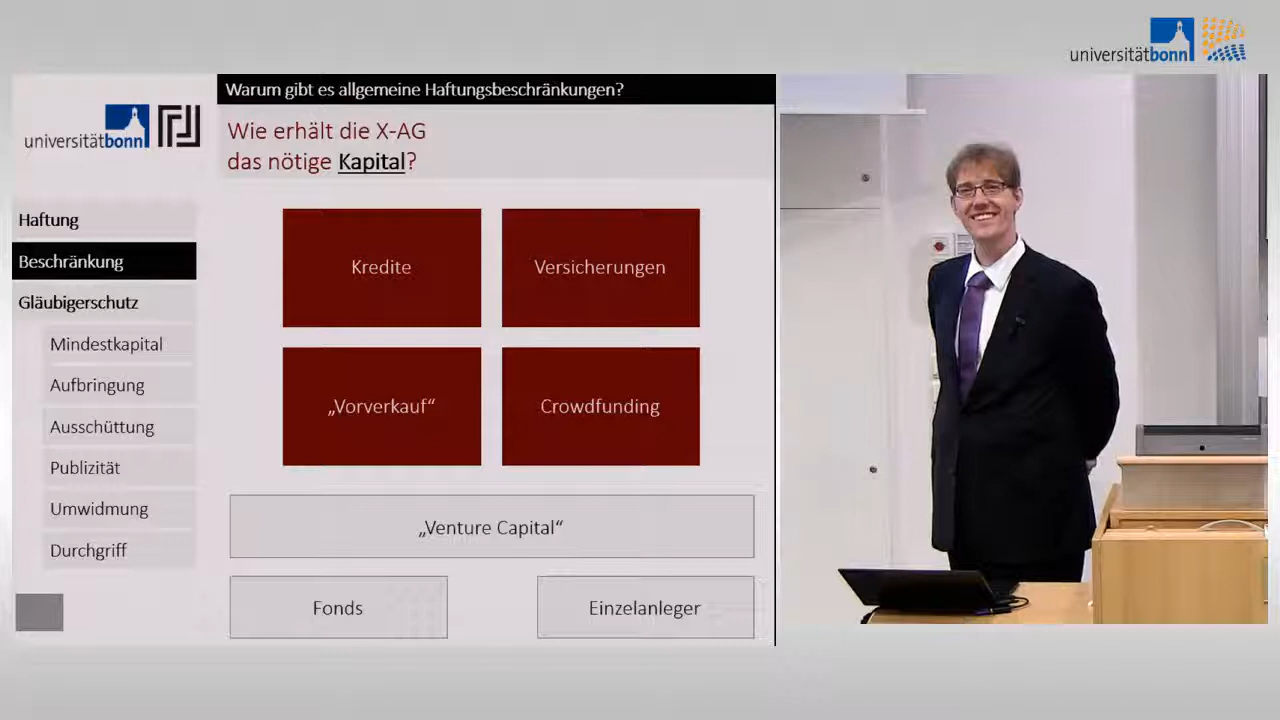 universitätbonn
Warum gibt es allgemeine Haftungsbeschränkungen?
universitätbonn
Wie erhält die X-AG
das nötige Kapital?
Haftung
Beschränkung
Gläubigerschutz
Mindestkapital
Aufbringung
Ausschüttung
Publizität
Umwidmung
Durchgriff
Kredite
Versicherungen
„Vorverkauf“
Crowdfunding
„Venture Capital“
Fonds
Einzelanleger